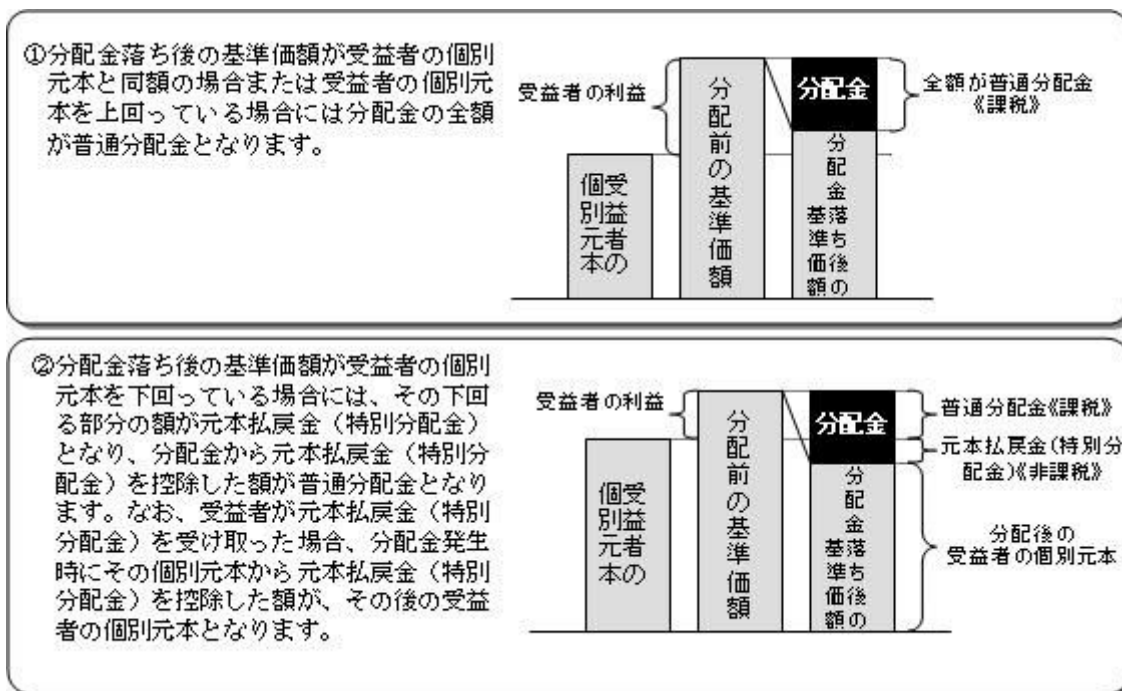 ①分配金落ち後の基準価額が受益者の個別
元本と同額の場合または受益者の個別元
本を上回っている場合には分配金の全額
が普通分配金となります。
受益者の利益
受益者の
個別元本
分配前の基準価額
分配金
分配金落ち後の
基準価額
全額が普通分配金
《課税》
②分配金落ち後の基準価額が受益者の個別
元本を下回っている場合には、その下回
る部分の額が元本払戻金（特別分配金）
となり、分配金から元本払戻金（特別分
配金）を控除した額が普通分配金となり
ます。なお、受益者が元本払戻金（特別
分配金）を受け取った場合、分配金発生
時にその個別元本から元本払戻金（特別
分配金）を控除した額が、その後の受益
者の個別元本となります。
受益者の利益
受益者の
個別元本
分配前の基準価額
分配金
分配金落ち後の
基準価額
普通分配金《課税》
元本払戻金(特別分
配金)《非課税》
分配後の
受益者の個別元本